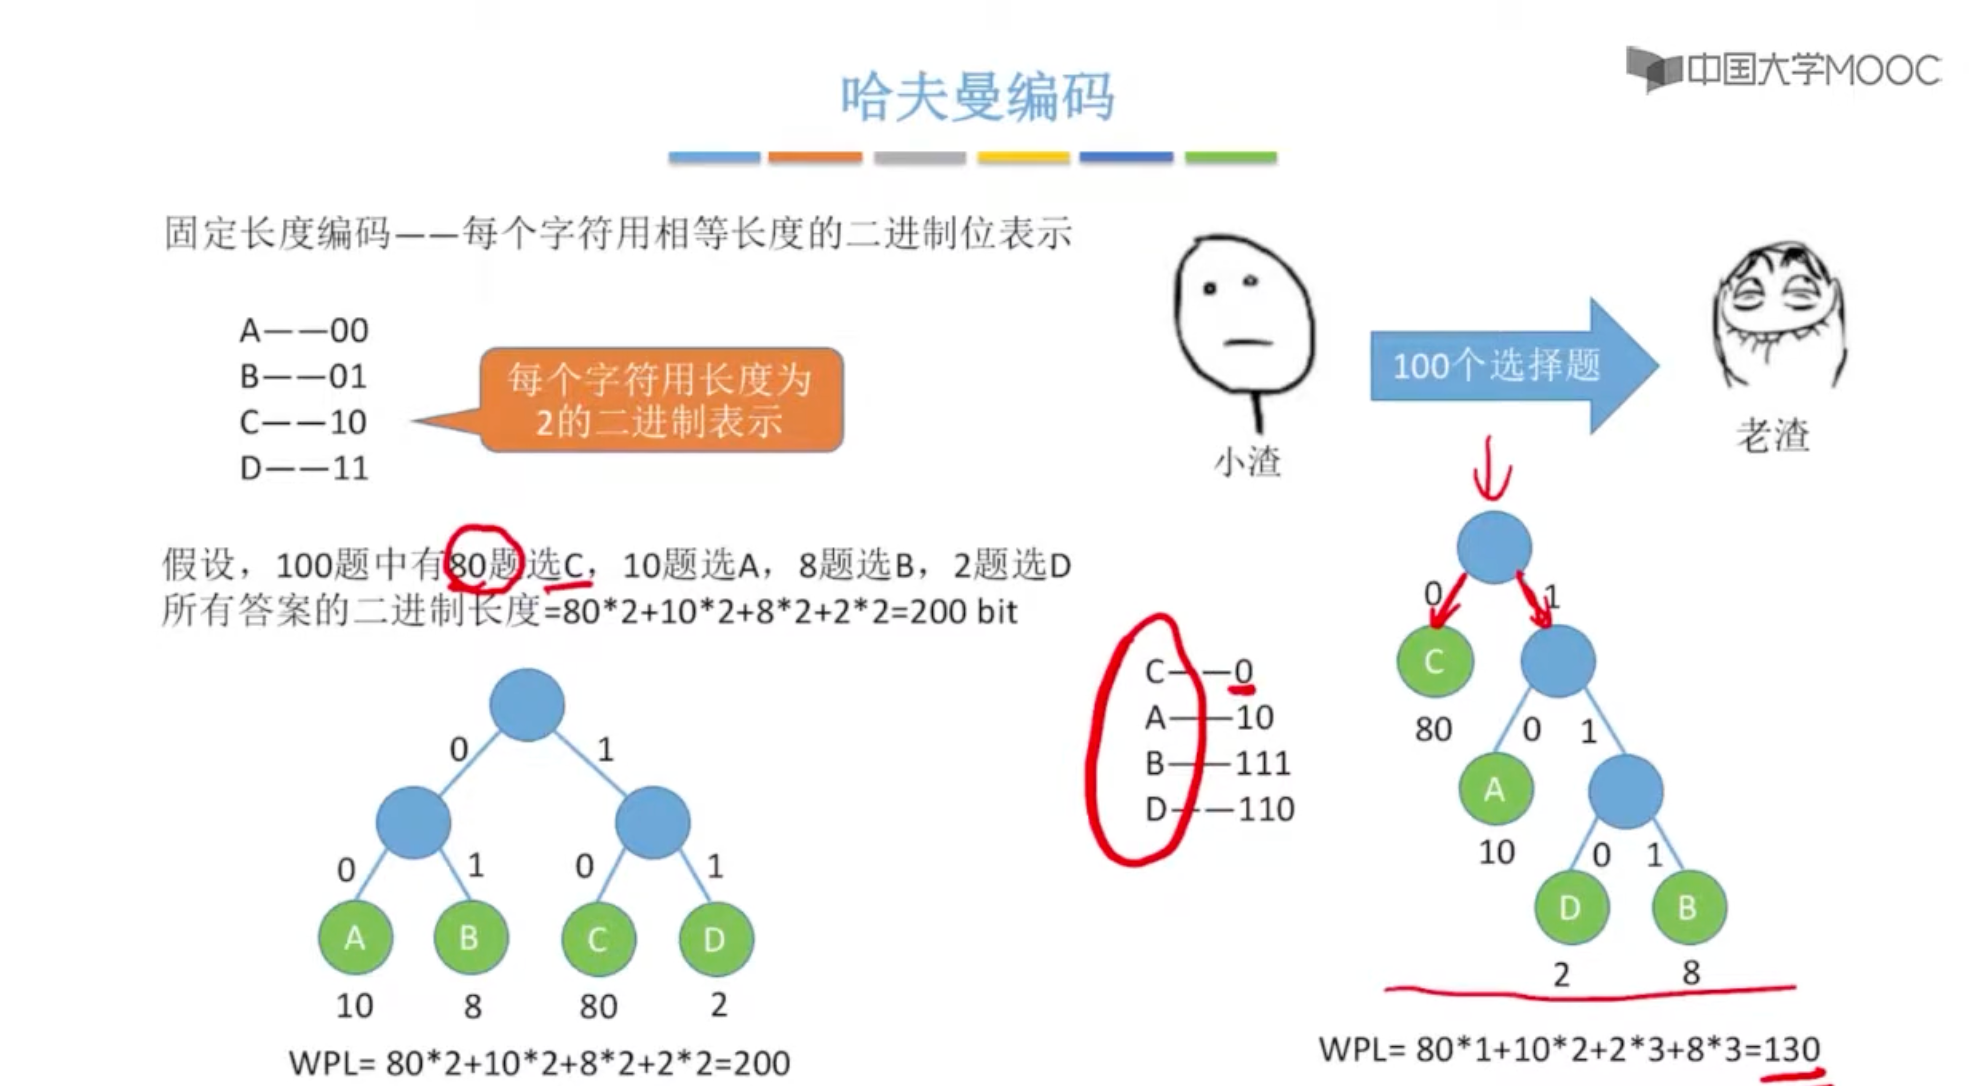 中国大学MOOC
哈夫曼编码
固定长度编码——每个字符用相等长度的二进制位表示
A——00
B——01
C——10
D——11
每个字符用长度为
2的二进制表示
100个选择题
小渣
老渣
假设，100题中有80题选C，10题选A，8题选B，2题选D
所有答案的二进制长度=80*2+10*2+8*2+2*2=200 bit
0 1
0 1 0 1
A B C D
10 8 80 2
WPL= 80*2+10*2+8*2+2*2=200
C——0
A——10
B——111
D——110
0 1
C
80 0 1
A
10 0 1
D B
2 8
WPL= 80*1+10*2+2*3+8*3=130